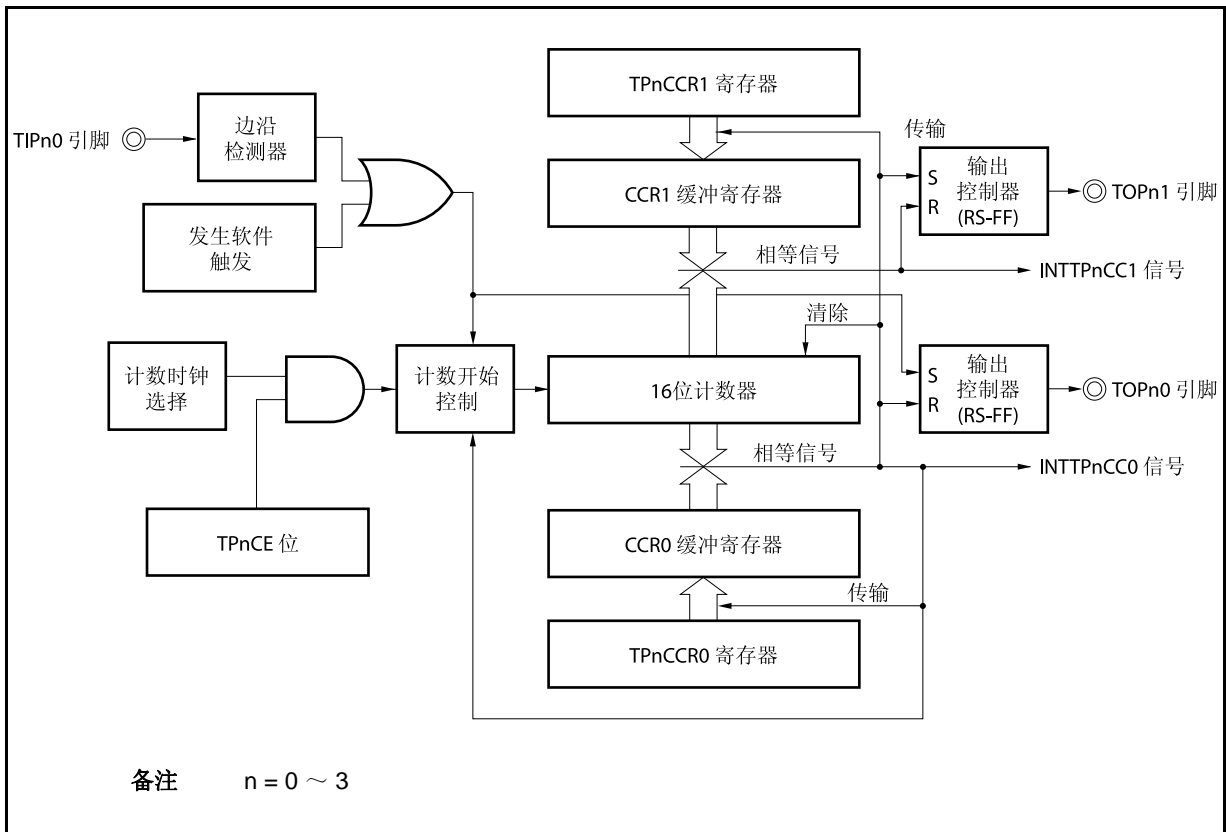 TPnCCR1 寄存器
TIPn0 引脚
边沿
检测器
传输
CCR1 缓冲寄存器
S
R
输出
控制器
(RS-FF)
TOPn1 引脚
发生软件
触发
相等信号
INTTPnCC1 信号
清除
计数时钟
选择
计数开始
控制
16位计数器
S
R
输出
控制器
(RS-FF)
TOPn0 引脚
相等信号
INTTPnCC0 信号
TPnCE 位
CCR0 缓冲寄存器
传输
TPnCCR0 寄存器
备注 n = 0 ～ 3